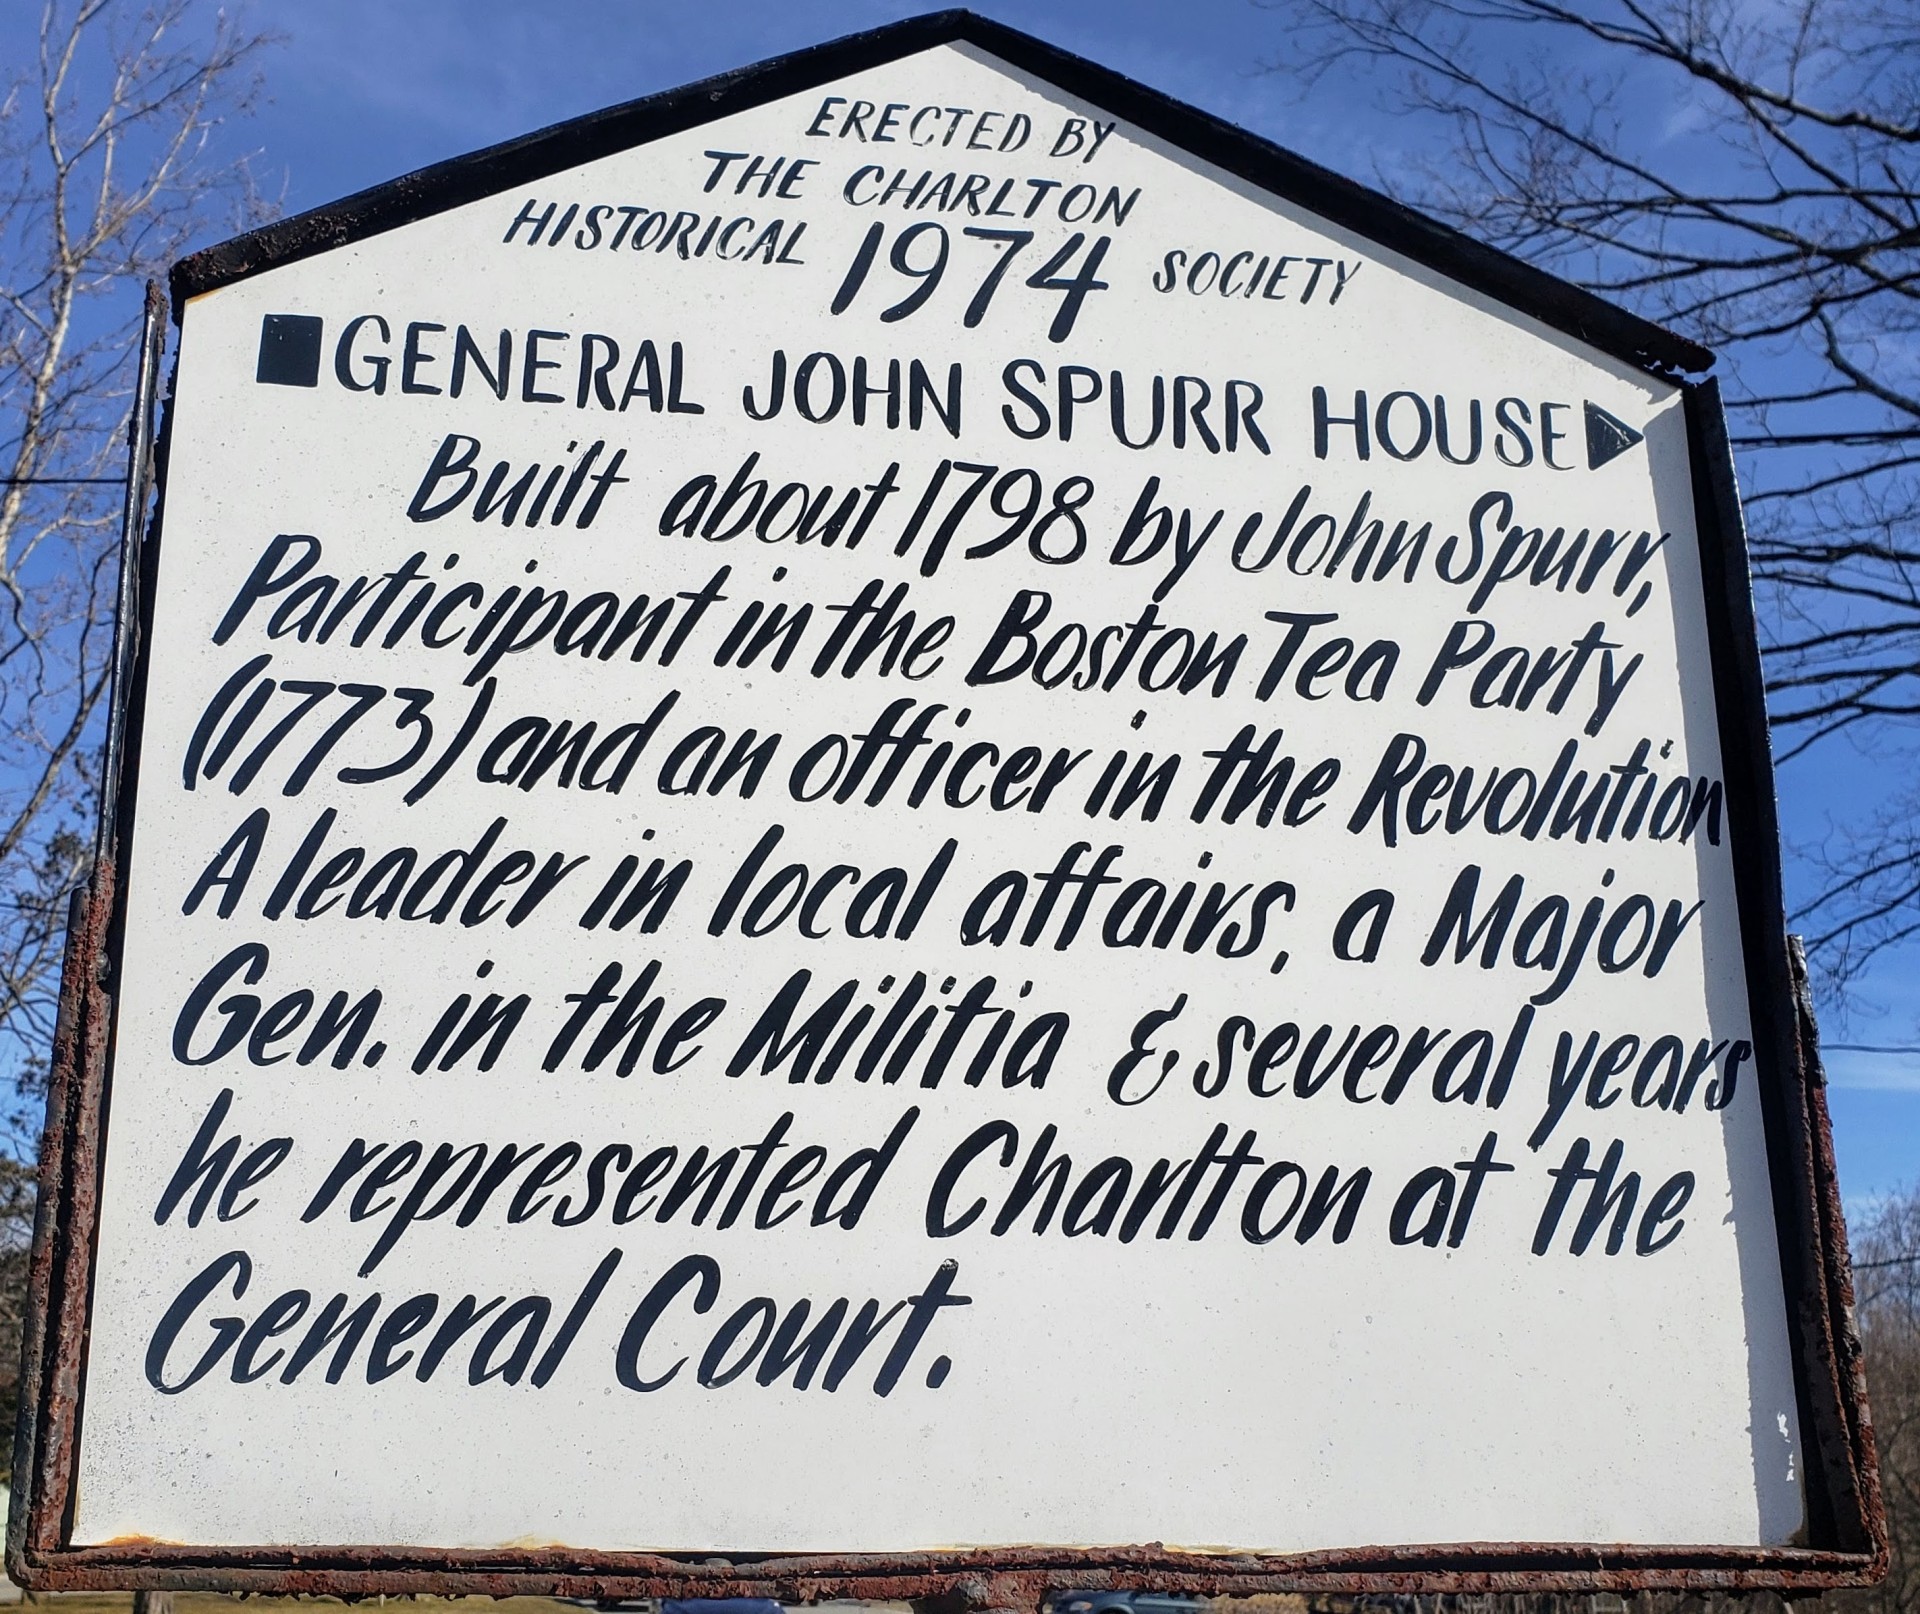 ERECTED BY
THE CHARLTON
HISTORICAL 1974 SOCIETY
■GENERAL JOHN SPURR HOUSE▶
Built about 1798 by John Spurr,
Participant in the Boston Tea Party
(1773) and an officer in the Revolution
A leader in local affairs, a Major
Gen. in the Militia & several years
he represented Charlton at the
General Court.